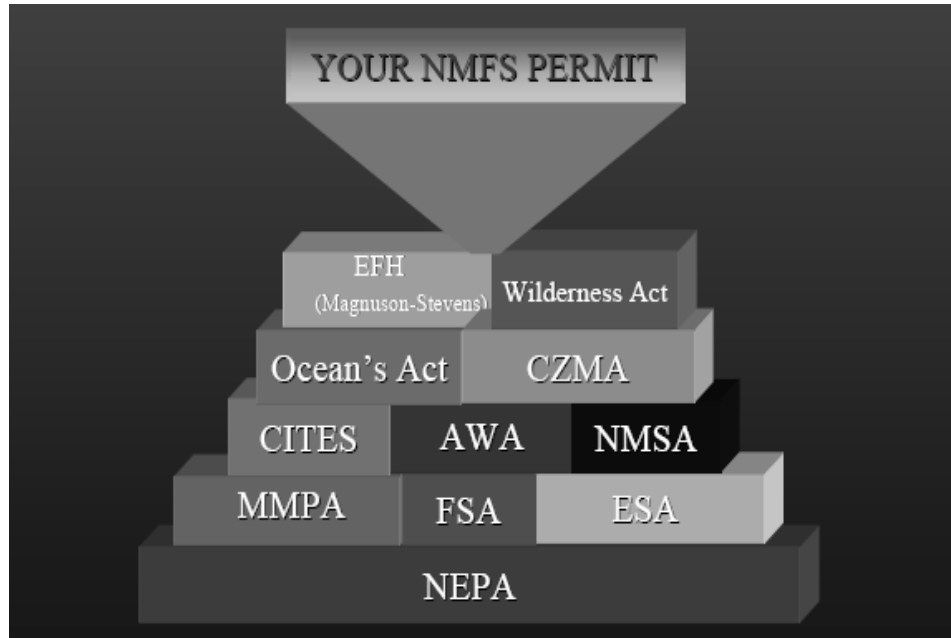 YOUR NMFS PERMIT
EFH
(Magnuson-Stevens)
Wilderness Act
Ocean's Act
CZMA
CITES
AWA
NMSA
MMPA
FSA
ESA
NEPA